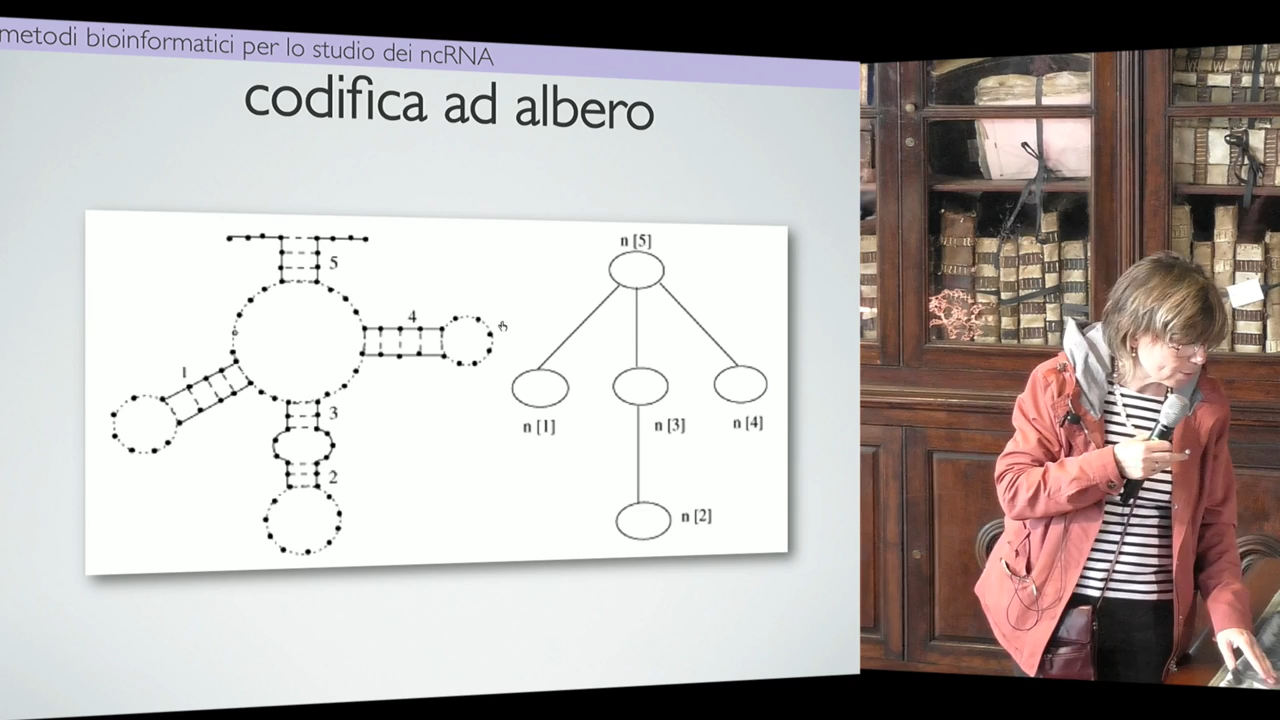 metodi bioinformatici per lo studio dei ncRNA
codifica ad albero
5
4
1
3
2
n [5]
n [1]
n [3]
n [4]
n [2]